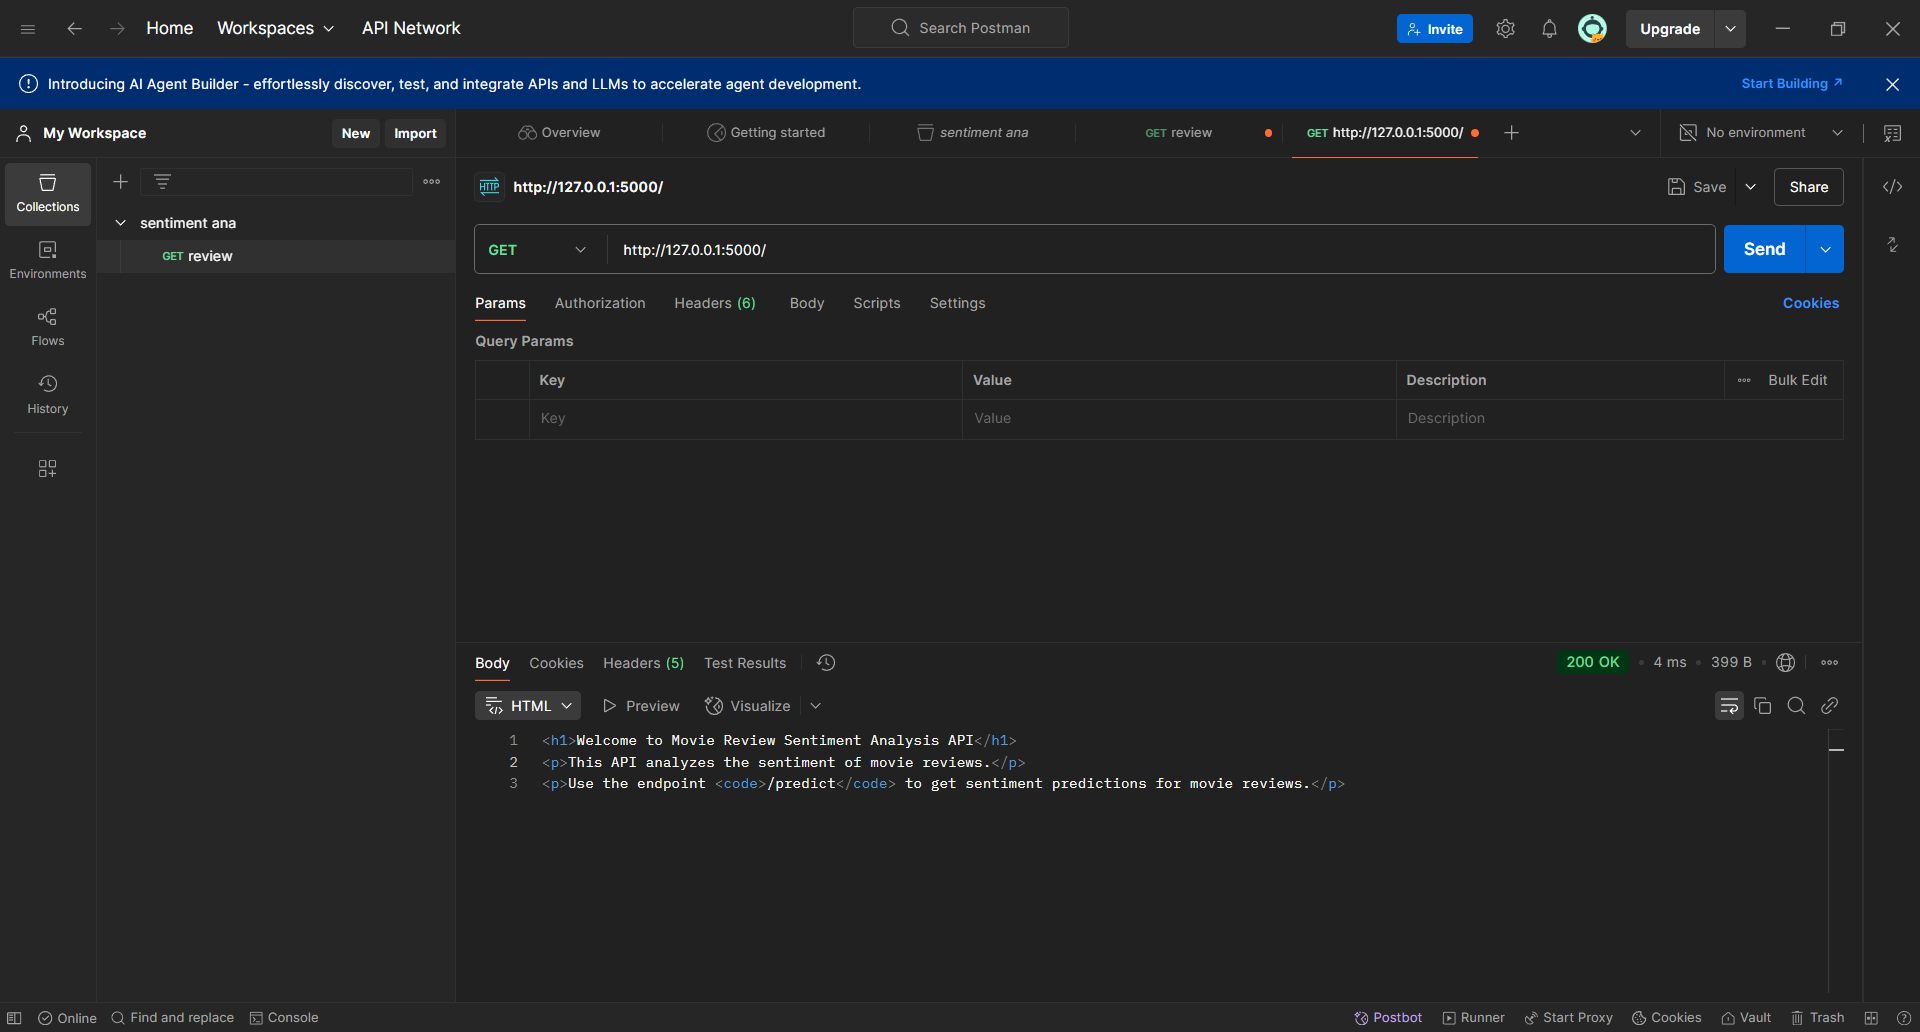 Home Workspaces API Network Search Postman Invite Upgrade
Introducing AI Agent Builder - effortlessly discover, test, and integrate APIs and LLMs to accelerate agent development. Start Building ↗
My Workspace New Import Overview Getting started sentiment ana GET review GET http://127.0.0.1:5000/ No environment
Collections
Environments
Flows
History
sentiment ana
GET review
HTTP http://127.0.0.1:5000/ Save Share
GET http://127.0.0.1:5000/ Send
Params Authorization Headers (6) Body Scripts Settings Cookies
Query Params
Key Value Description Bulk Edit
Key Value Description
Body Cookies Headers (5) Test Results 200 OK • 4 ms • 399 B •
HTML Preview Visualize
1 <h1>Welcome to Movie Review Sentiment Analysis API</h1>
2 <p>This API analyzes the sentiment of movie reviews.</p>
3 <p>Use the endpoint <code>/predict</code> to get sentiment predictions for movie reviews.</p>
Online Find and replace Console Postbot Runner Start Proxy Cookies Vault Trash